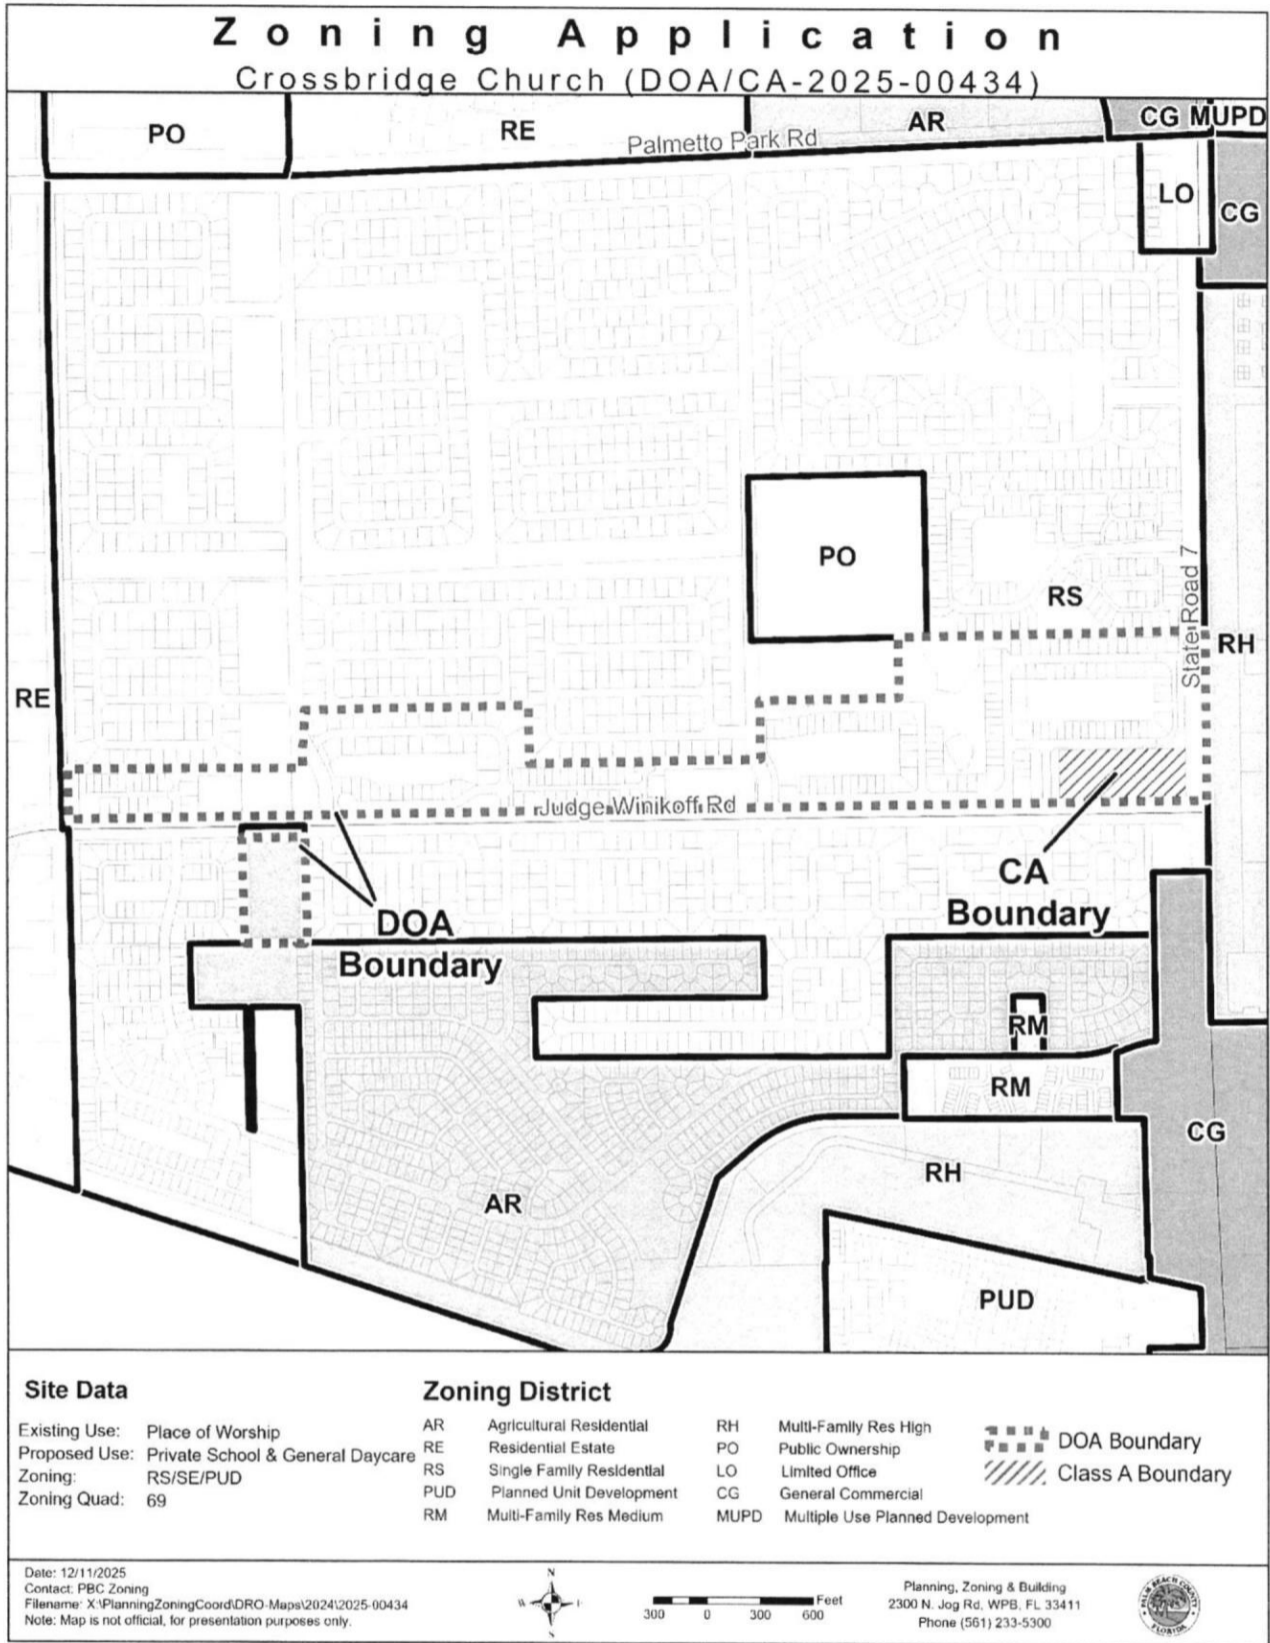 Zoning Application
Crossbridge Church (DOA/CA-2025-00434)
PO
RE
Palmetto Park Rd
AR
CG MUPD
LO
CG
PO
RS
State Road 7
RH
RE
Judge Winikoff Rd
CA
Boundary
DOA
Boundary
RM
RM
CG
RH
AR
PUD
Site Data
Existing Use: Place of Worship
Proposed Use: Private School & General Daycare
Zoning: RS/SE/PUD
Zoning Quad: 69
Zoning District
AR Agricultural Residential
RE Residential Estate
RS Single Family Residential
PUD Planned Unit Development
RM Multi-Family Res Medium
RH Multi-Family Res High
PO Public Ownership
LO Limited Office
CG General Commercial
MUPD Multiple Use Planned Development
DOA Boundary
Class A Boundary
Date: 12/11/2025
Contact: PBC Zoning
Filename: X:\PlanningZoningCoord\DRO-Maps\2024\2025-00434
Note: Map is not official, for presentation purposes only.
N
W
S
Feet
300 0 300 600
Planning, Zoning & Building
2300 N. Jog Rd, WPB, FL 33411
Phone (561) 233-5300
PALM BEACH COUNTY
FLORIDA